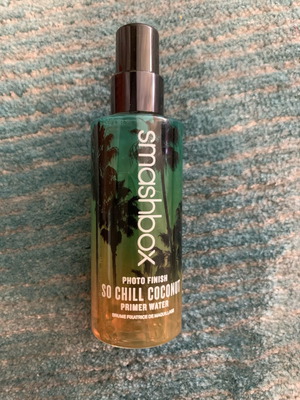 smashbox
PHOTO FINISH
SO CHILL COCONUT
PRIMER WATER